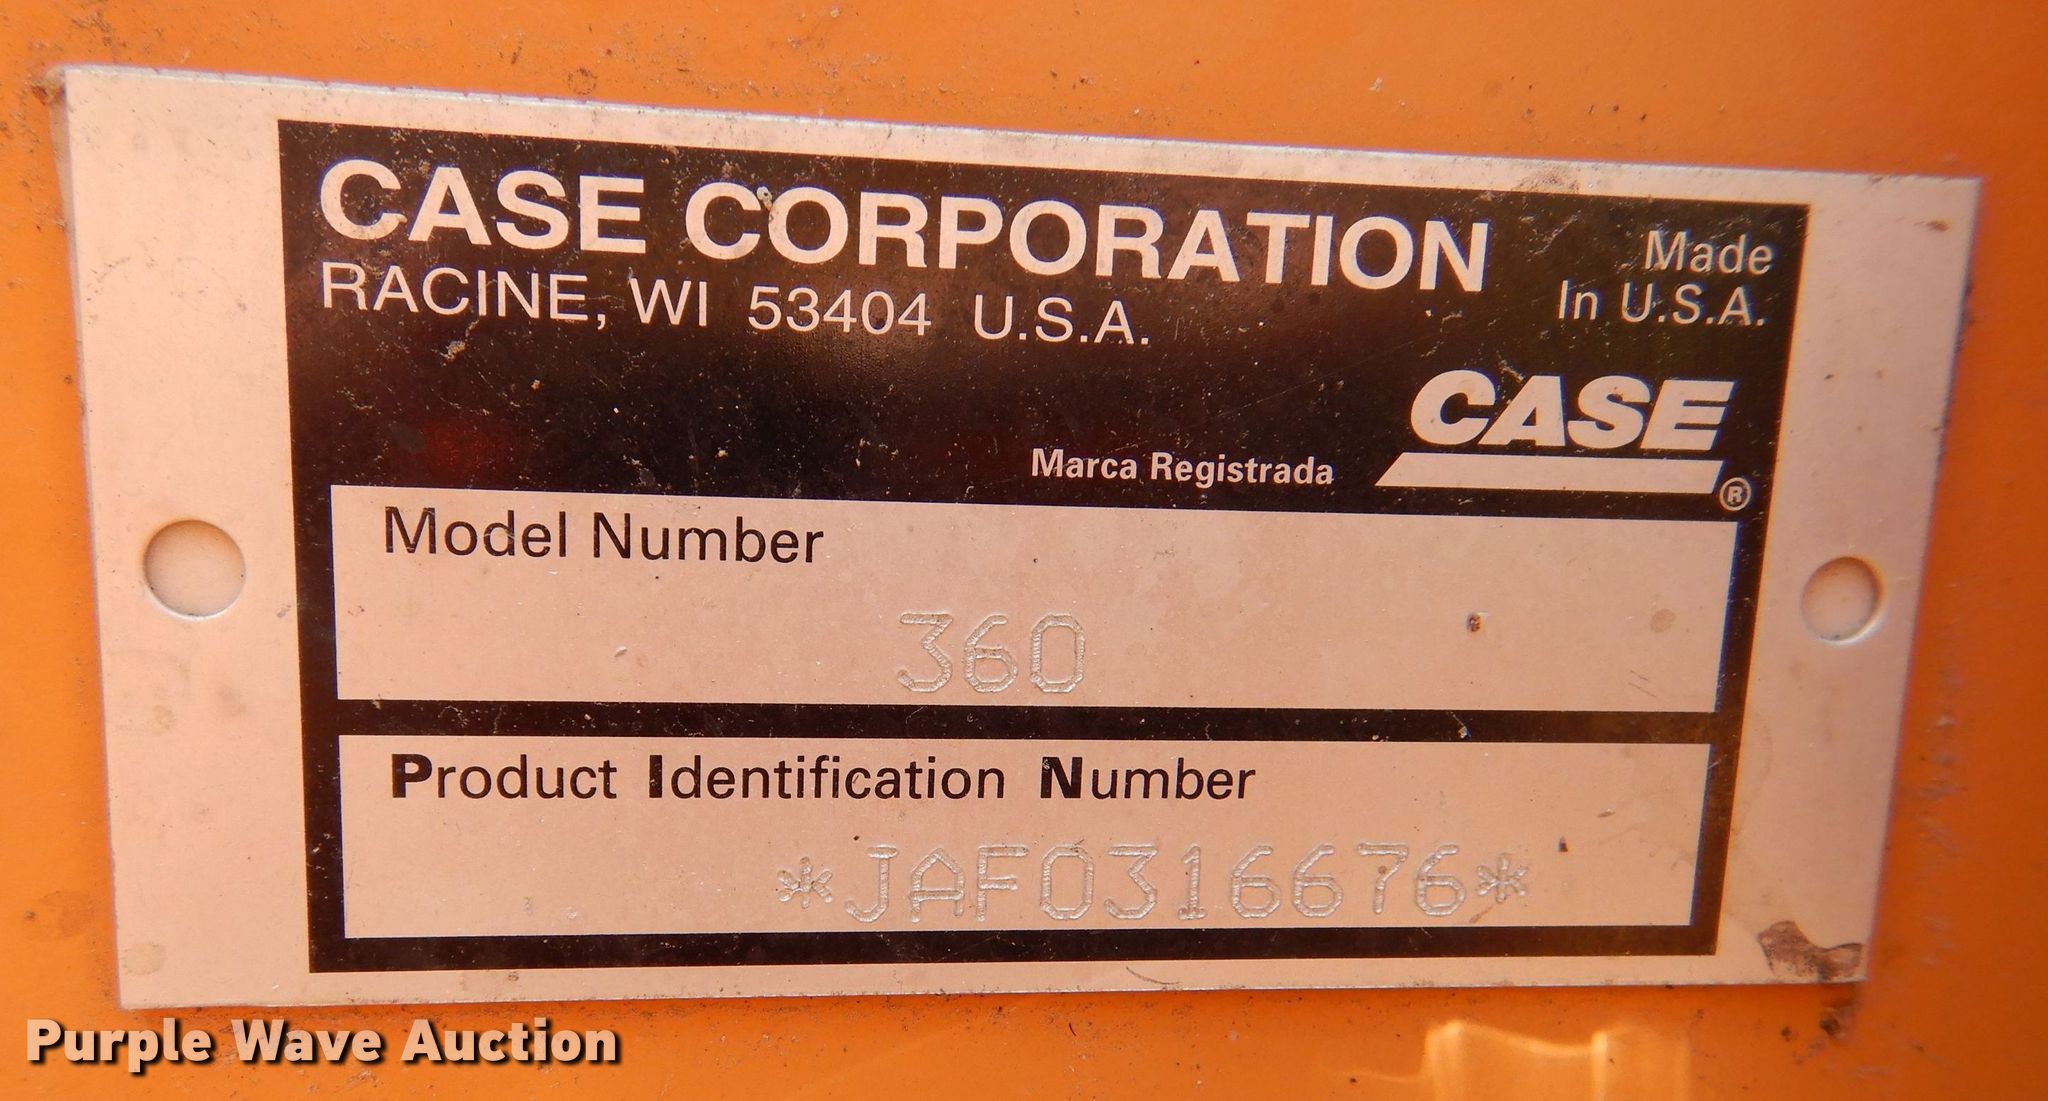 CASE CORPORATION
RACINE, WI 53404 U.S.A.
Made
In U.S.A.
CASE
Marca Registrada ®
Model Number
360
Product Identification Number
*JAF0316676*
Purple Wave Auction